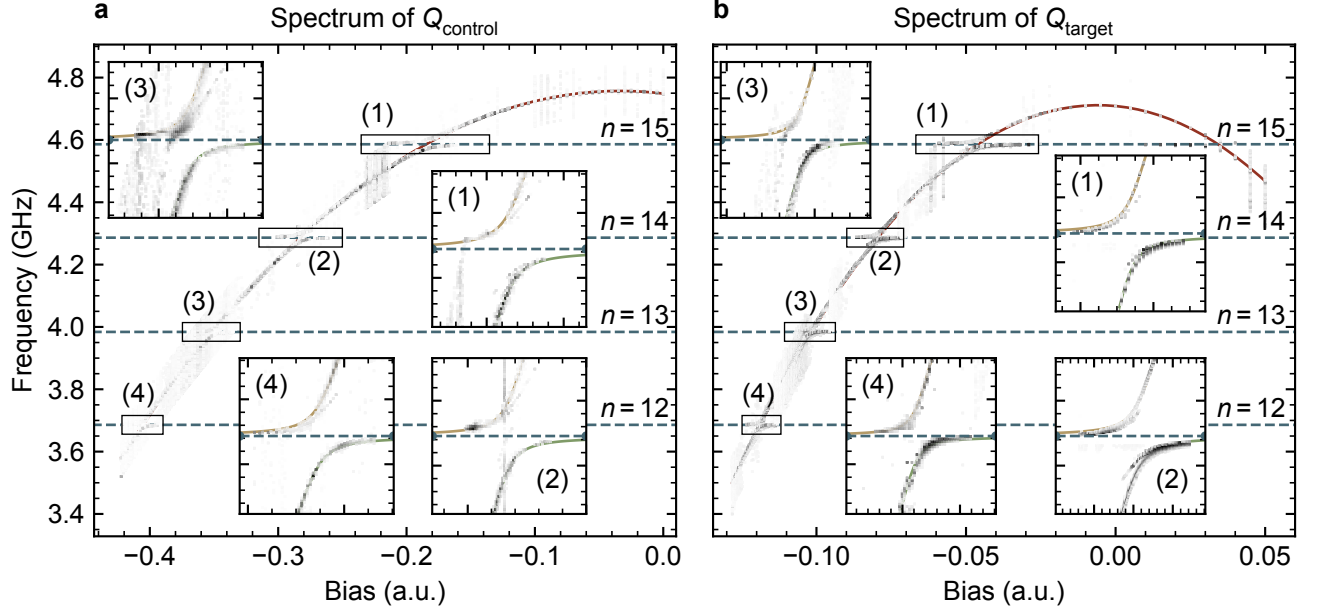 a
Spectrum of Qcontrol
Frequency (GHz)
4.8
4.6
4.4
4.2
4.0
3.8
3.6
3.4
(3)
(1)
n = 15
(1)
n = 14
(2)
(3)
n = 13
(4)
(4)
n = 12
(2)
−0.4
−0.3
−0.2
−0.1
0.0
Bias (a.u.)
b
Spectrum of Qtarget
(3)
(1)
n = 15
(1)
n = 14
(2)
(3)
n = 13
(4)
(4)
n = 12
(2)
−0.10
−0.05
0.00
0.05
Bias (a.u.)